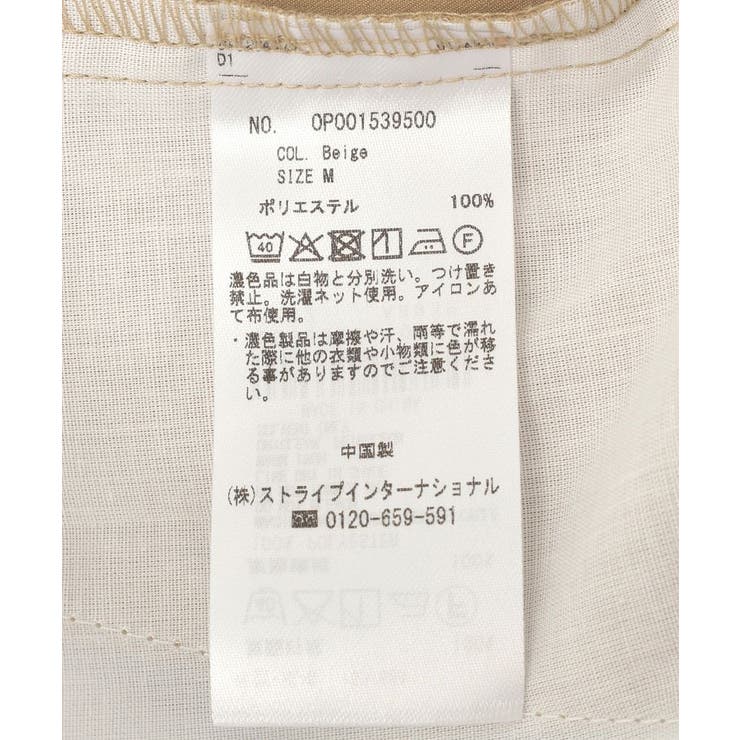 D1
NO. OP001539500
COL. Beige
SIZE M
ポリエステル 100%
40 F
濃色品は白物と分別洗い。つけ置き
禁止。洗濯ネット使用。アイロンあ
て布使用。
・濃色製品は摩擦や汗、雨等で濡れ
た際に他の衣類や小物類に色が移
る事がありますのでご注意くださ
い。
中国製
(株)ストライプインターナショナル
0120-659-591